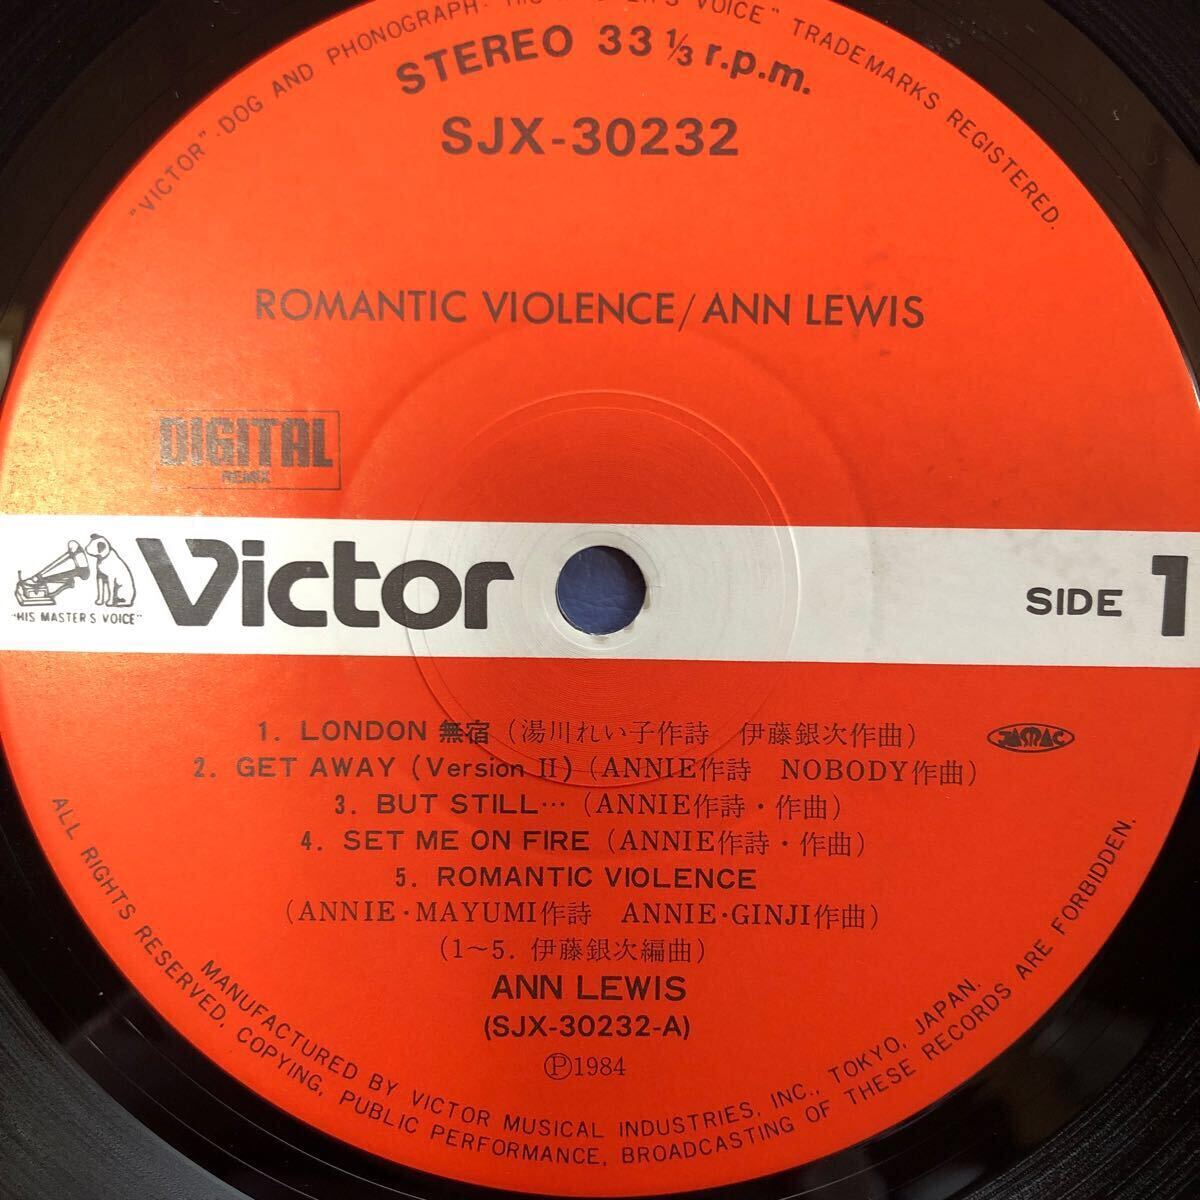 "VICTOR", DOG AND PHONOGRAPH, "HIS MASTER'S VOICE" TRADEMARKS REGISTERED.
STEREO 33 1/3 r.p.m.
SJX-30232
ROMANTIC VIOLENCE/ANN LEWIS
DIGITAL
REMIX
"HIS MASTER'S VOICE"
Victor
SIDE 1
1. LONDON 無宿 (湯川れい子作詩 伊藤銀次作曲)
JASRAC
2. GET AWAY (Version II) (ANNIE作詩 NOBODY作曲)
3. BUT STILL… (ANNIE作詩・作曲)
4. SET ME ON FIRE (ANNIE作詩・作曲)
5. ROMANTIC VIOLENCE
(ANNIE・MAYUMI作詩 ANNIE・GINJI作曲)
(1〜5. 伊藤銀次編曲)
ANN LEWIS
(SJX-30232-A)
Ⓟ1984
MANUFACTURED BY VICTOR MUSICAL INDUSTRIES, INC., TOKYO, JAPAN.
ALL RIGHTS RESERVED, COPYING, PUBLIC PERFORMANCE, BROADCASTING OF THESE RECORDS ARE FORBIDDEN.